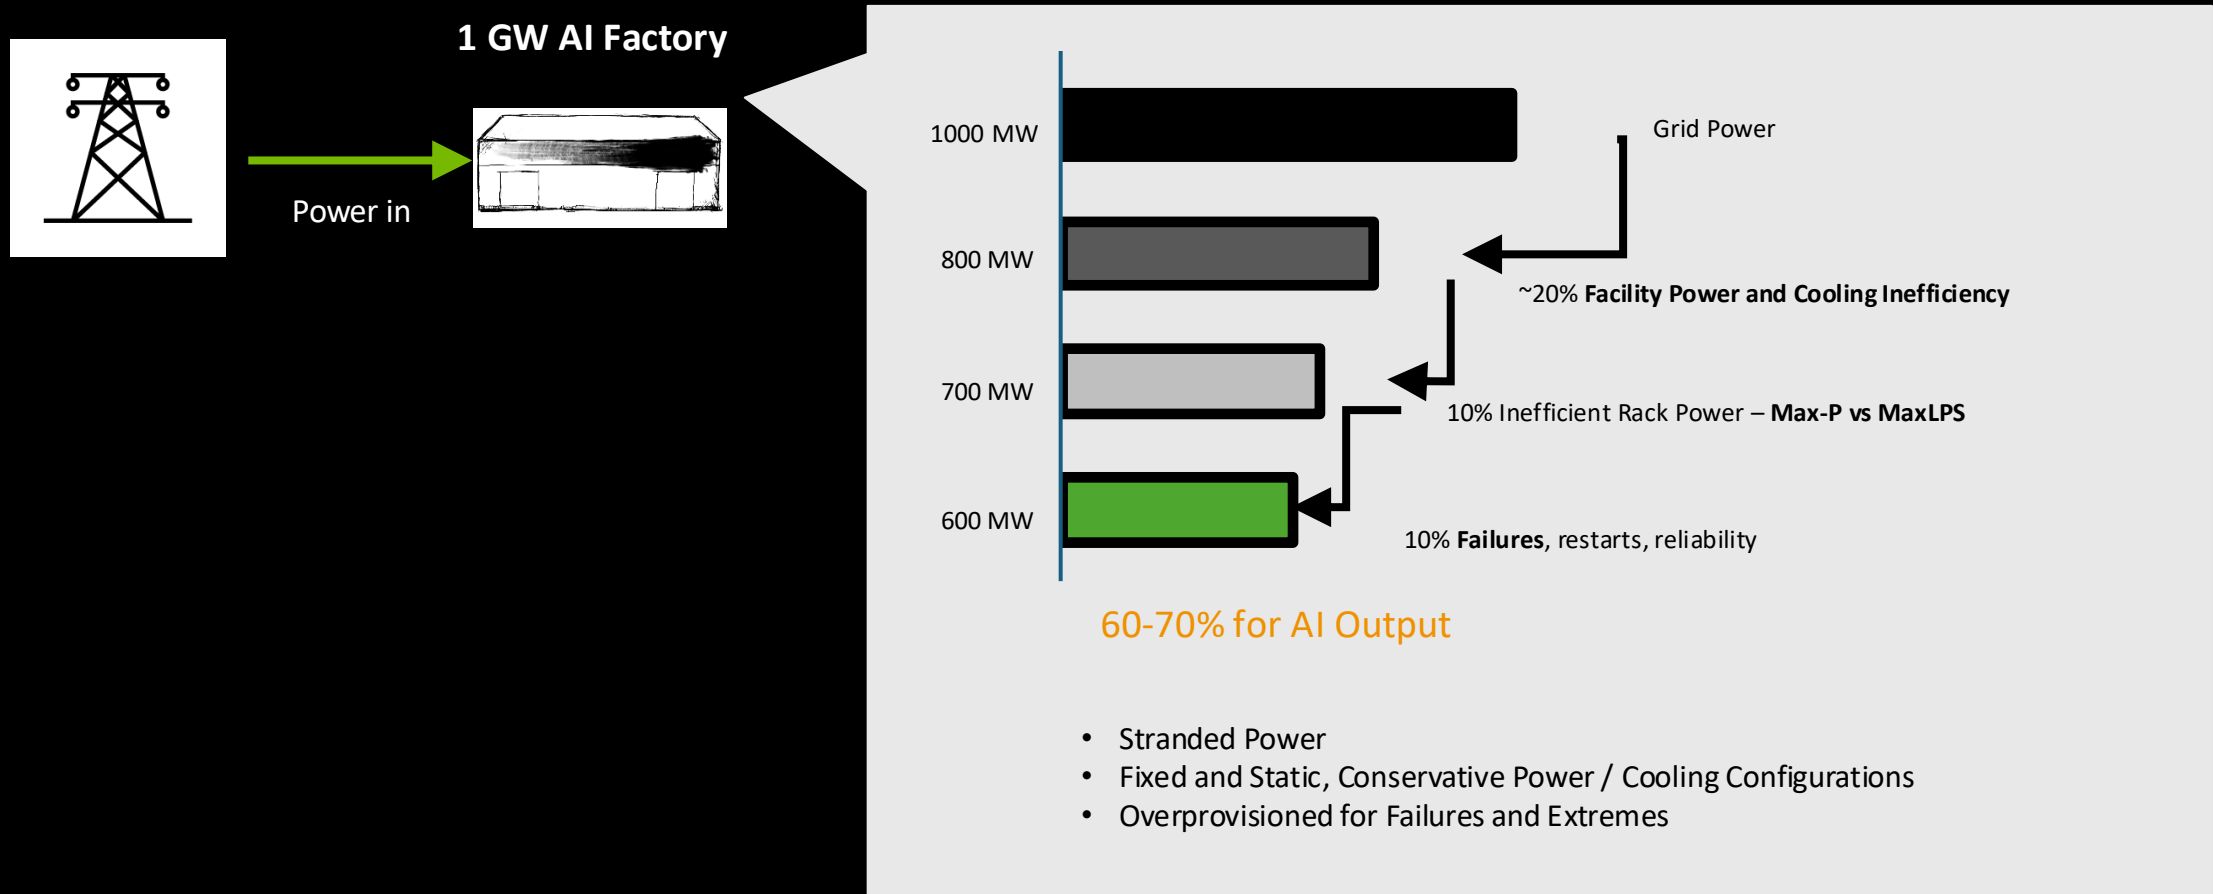 1 GW AI Factory
Power in
1000 MW
Grid Power
800 MW
~20% Facility Power and Cooling Inefficiency
700 MW
10% Inefficient Rack Power – Max-P vs MaxLPS
600 MW
10% Failures, restarts, reliability
60-70% for AI Output
• Stranded Power
• Fixed and Static, Conservative Power / Cooling Configurations
• Overprovisioned for Failures and Extremes